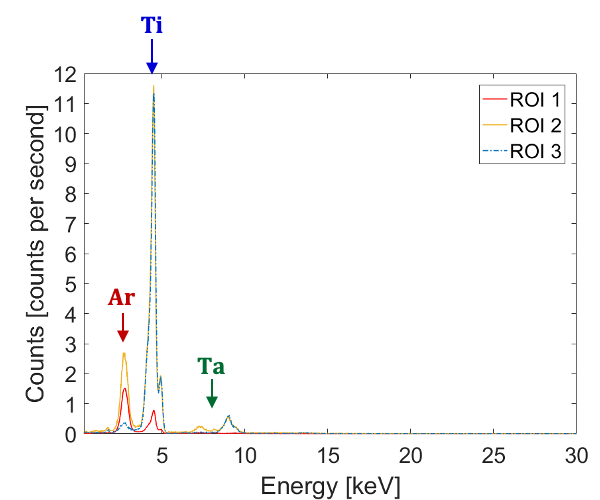 Ti
12
11
10
9
8
7
6
5
4
3
2
1
0
Counts [counts per second]
ROI 1
ROI 2
ROI 3
Ar
Ta
5
10
15
20
25
30
Energy [keV]